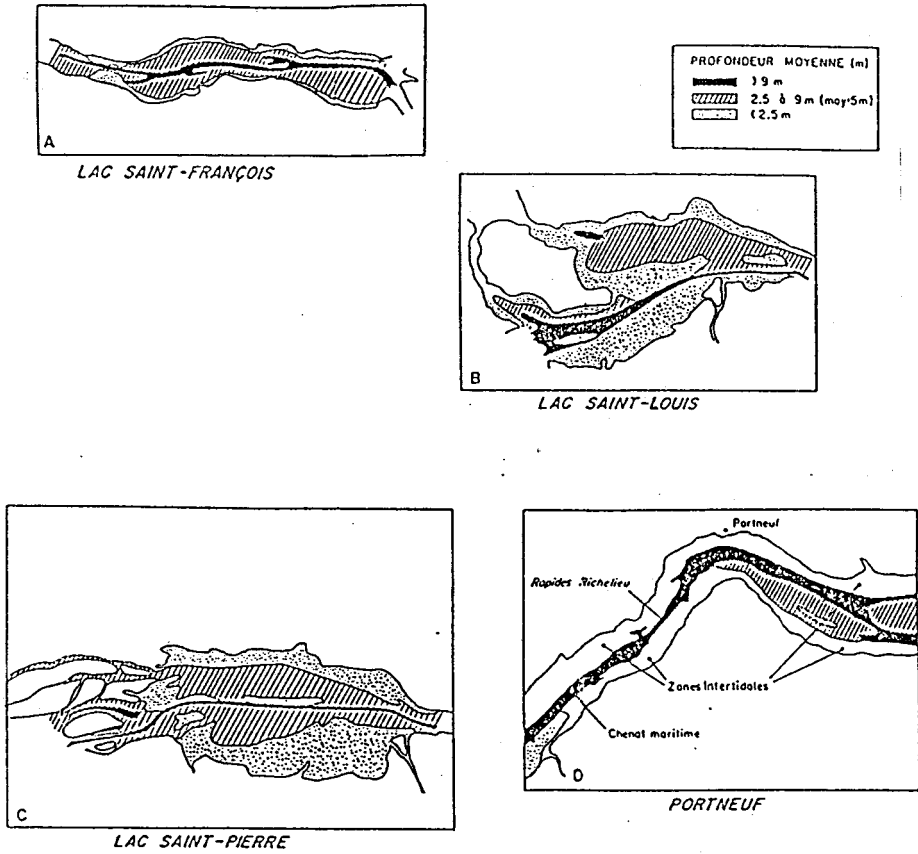 A
LAC SAINT-FRANÇOIS
PROFONDEUR MOYENNE (m)
> 9 m
2.5 à 9 m (moy=5m)
< 2.5 m
B
LAC SAINT-LOUIS
C
LAC SAINT-PIERRE
Portneuf
Rapides Richelieu
Zones Intertidales
Chenal maritime
D
PORTNEUF